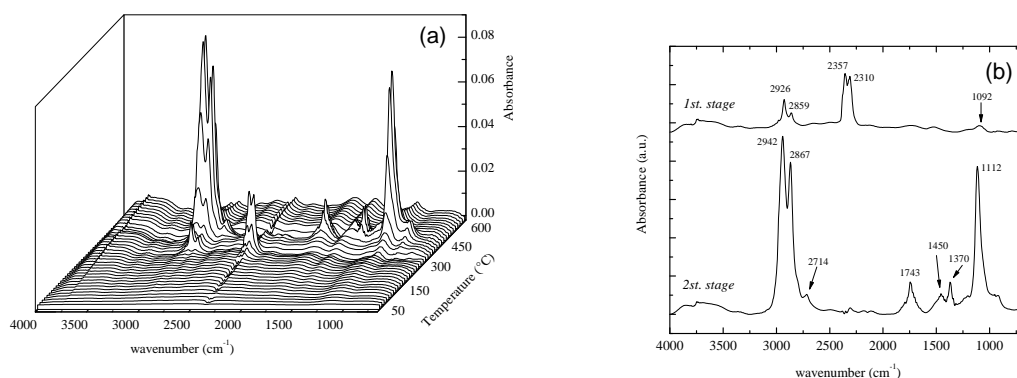 (a)
0.08
0.06
0.04
0.02
0.00
Absorbance
600
450
300
150
50
Temperature (°C)
4000 3000 2500 2000 1500 1000
wavenumber (cm⁻¹)
(b)
2357
2310
2926
2859
1st. stage
1092
2942
2867
1112
2714
1743
1450
1370
2st. stage
Absorbance (a.u.)
4000 3500 3000 2500 2000 1500 1000
wavenumber (cm⁻¹)